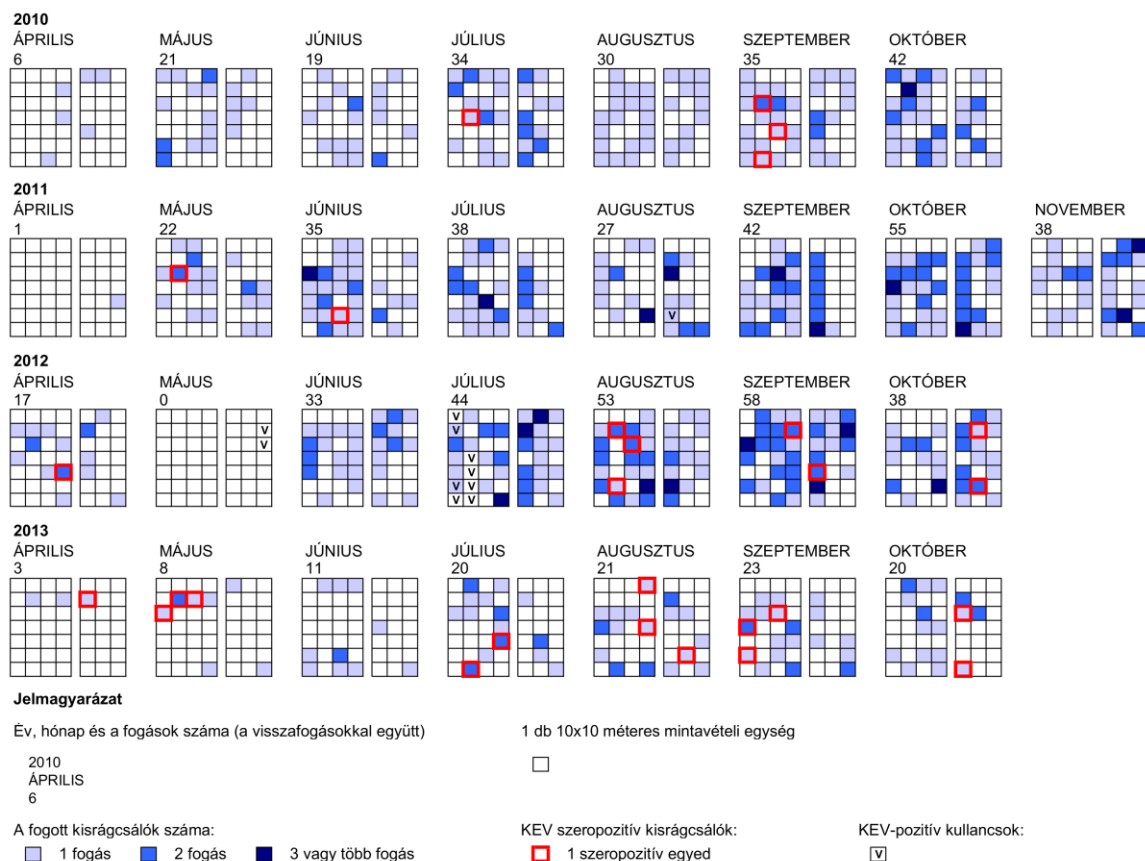 2010
ÁPRILIS MÁJUS JÚNIUS JÚLIUS AUGUSZTUS SZEPTEMBER OKTÓBER
6 21 19 34 30 35 42
2011
ÁPRILIS MÁJUS JÚNIUS JÚLIUS AUGUSZTUS SZEPTEMBER OKTÓBER NOVEMBER
1 22 35 38 27 42 55 38
v
2012
ÁPRILIS MÁJUS JÚNIUS JÚLIUS AUGUSZTUS SZEPTEMBER OKTÓBER
17 0 33 44 53 58 38
v
v v
v
v
v
v v
v v
2013
ÁPRILIS MÁJUS JÚNIUS JÚLIUS AUGUSZTUS SZEPTEMBER OKTÓBER
3 8 11 20 21 23 20
Jelmagyarázat
Év, hónap és a fogások száma (a visszafogásokkal együtt) 1 db 10x10 méteres mintavételi egység
2010
ÁPRILIS
6
A fogott kisrágcsálók száma: KEV szeropozitív kisrágcsálók: KEV-pozitív kullancsok:
1 fogás 2 fogás 3 vagy több fogás 1 szeropozitív egyed v